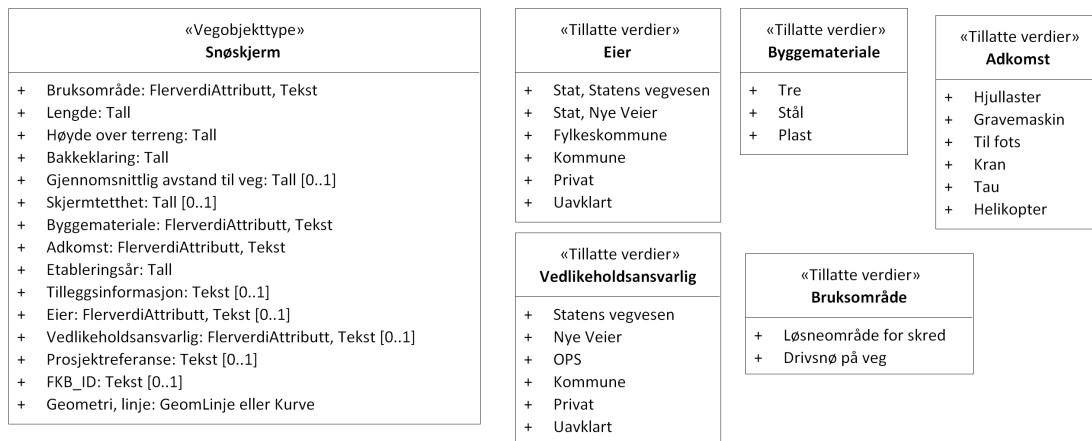 «Vegobjekttype»
Snøskjerm
+ Bruksområde: FlerverdiAttributt, Tekst
+ Lengde: Tall
+ Høyde over terreng: Tall
+ Bakkeklaring: Tall
+ Gjennomsnittlig avstand til veg: Tall [0..1]
+ Skjermtetthet: Tall [0..1]
+ Byggemateriale: FlerverdiAttributt, Tekst
+ Adkomst: FlerverdiAttributt, Tekst
+ Etableringsår: Tall
+ Tilleggsinformasjon: Tekst [0..1]
+ Eier: FlerverdiAttributt, Tekst [0..1]
+ Vedlikeholdsansvarlig: FlerverdiAttributt, Tekst [0..1]
+ Prosjektreferanse: Tekst [0..1]
+ FKB_ID: Tekst [0..1]
+ Geometri, linje: GeomLinje eller Kurve
«Tillatte verdier»
Eier
+ Stat, Statens vegvesen
+ Stat, Nye Veier
+ Fylkeskommune
+ Kommune
+ Privat
+ Uavklart
«Tillatte verdier»
Vedlikeholdsansvarlig
+ Statens vegvesen
+ Nye Veier
+ OPS
+ Kommune
+ Privat
+ Uavklart
«Tillatte verdier»
Byggemateriale
+ Tre
+ Stål
+ Plast
«Tillatte verdier»
Adkomst
+ Hjullaster
+ Gravemaskin
+ Til fots
+ Kran
+ Tau
+ Helikopter
«Tillatte verdier»
Bruksområde
+ Løsneområde for skred
+ Drivsnø på veg